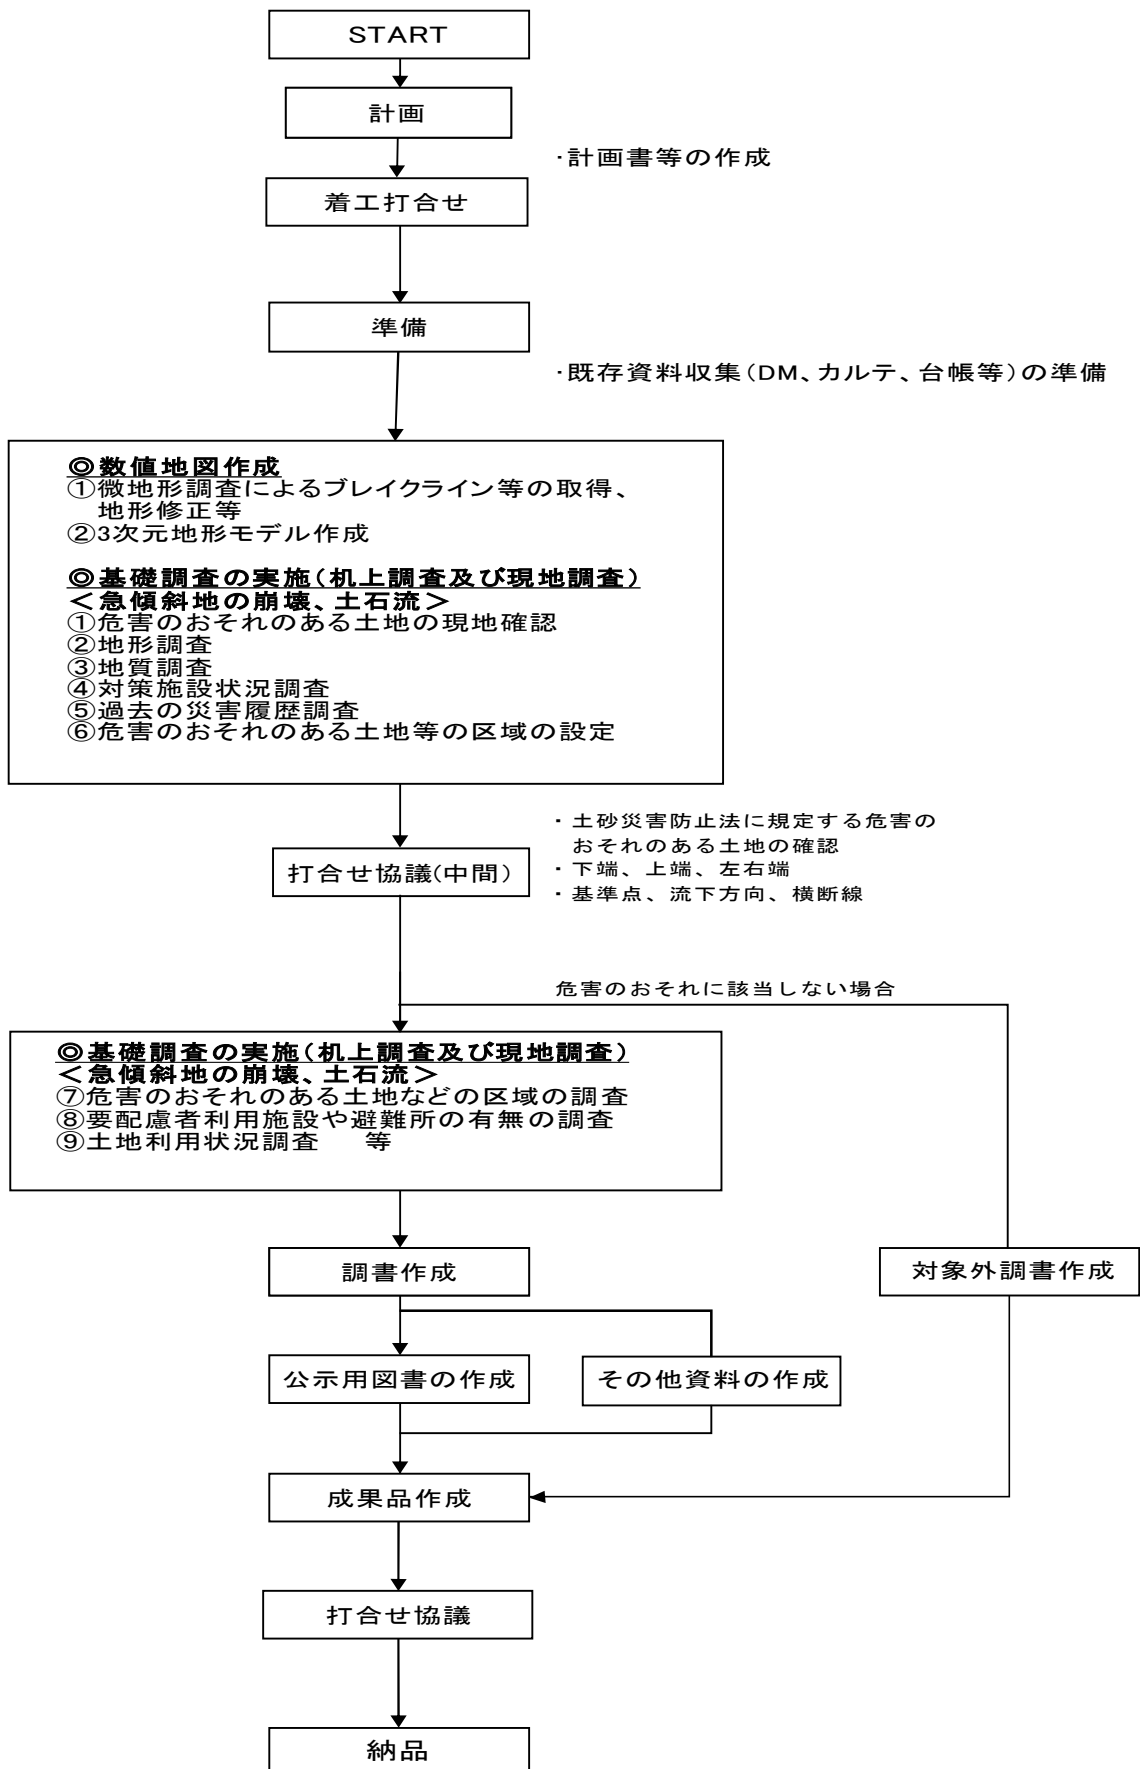 START
計画
・計画書等の作成
着工打合せ
準備
・既存資料収集(DM、カルテ、台帳等)の準備
◎数値地図作成
①微地形調査によるブレイクライン等の取得、
地形修正等
②3次元地形モデル作成
◎基礎調査の実施(机上調査及び現地調査)
<急傾斜地の崩壊、土石流>
①危害のおそれのある土地の現地確認
②地形調査
③地質調査
④対策施設状況調査
⑤過去の災害履歴調査
⑥危害のおそれのある土地等の区域の設定
打合せ協議(中間)
・土砂災害防止法に規定する危害の
おそれのある土地の確認
・下端、上端、左右端
・基準点、流下方向、横断線
危害のおそれに該当しない場合
◎基礎調査の実施(机上調査及び現地調査)
<急傾斜地の崩壊、土石流>
⑦危害のおそれのある土地などの区域の調査
⑧要配慮者利用施設や避難所の有無の調査
⑨土地利用状況調査 等
調書作成
対象外調書作成
公示用図書の作成
その他資料の作成
成果品作成
打合せ協議
納品